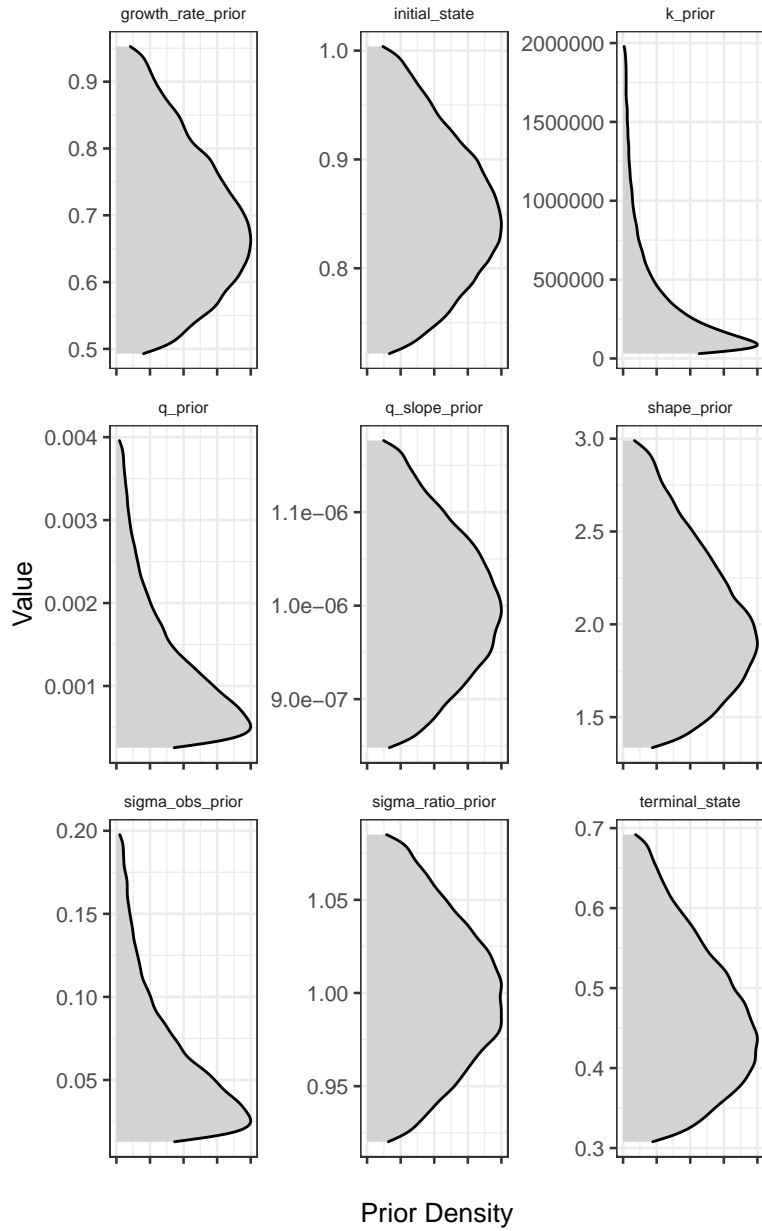 growth_rate_prior
0.9
0.8
0.7
0.6
0.5
initial_state
1.0
0.9
0.8
k_prior
2000000
1500000
1000000
500000
0
q_prior
0.004
0.003
0.002
0.001
q_slope_prior
1.1e-06
1.0e-06
9.0e-07
shape_prior
3.0
2.5
2.0
1.5
sigma_obs_prior
0.20
0.15
0.10
0.05
sigma_ratio_prior
1.05
1.00
0.95
terminal_state
0.7
0.6
0.5
0.4
0.3
Value
Prior Density